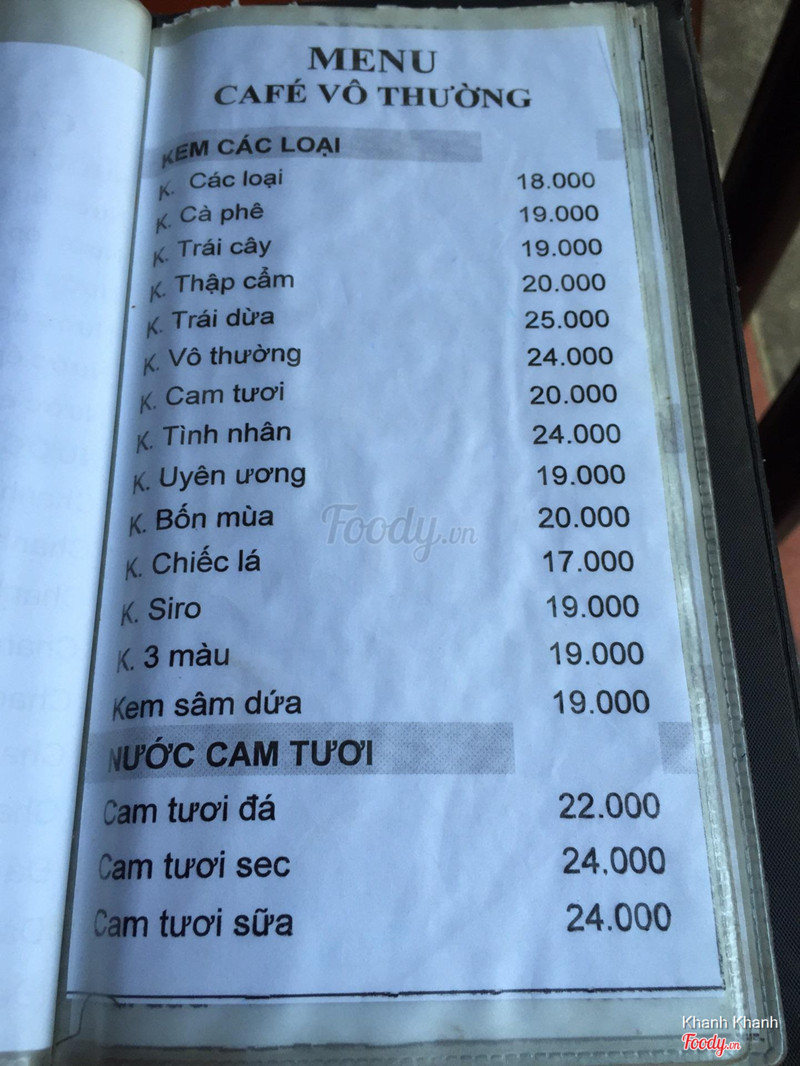 MENU
CAFÉ VÔ THƯỜNG
KEM CÁC LOẠI
K. Các loại 18.000
K. Cà phê 19.000
K. Trái cây 19.000
K. Thập cẩm 20.000
K. Trái dừa 25.000
K. Vô thường 24.000
K. Cam tươi 20.000
K. Tình nhân 24.000
K. Uyên ương 19.000
K. Bốn mùa 20.000
K. Chiếc lá 17.000
K. Siro 19.000
K. 3 màu 19.000
Kem sâm dứa 19.000
NƯỚC CAM TƯƠI
Cam tươi đá 22.000
Cam tươi sec 24.000
Cam tươi sữa 24.000
Foody.vn
Khanh Khanh
Foody.vn